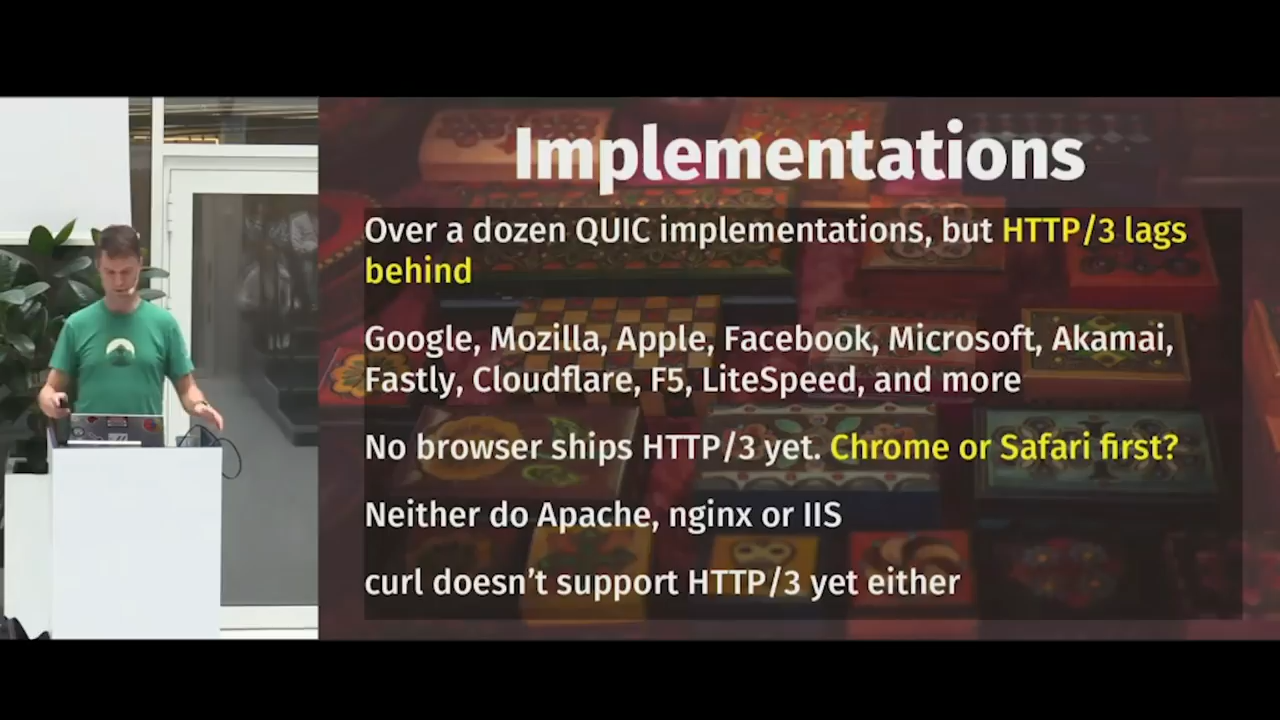 Implementations
Over a dozen QUIC implementations, but HTTP/3 lags
behind
Google, Mozilla, Apple, Facebook, Microsoft, Akamai,
Fastly, Cloudflare, F5, LiteSpeed, and more
No browser ships HTTP/3 yet. Chrome or Safari first?
Neither do Apache, nginx or IIS
curl doesn’t support HTTP/3 yet either